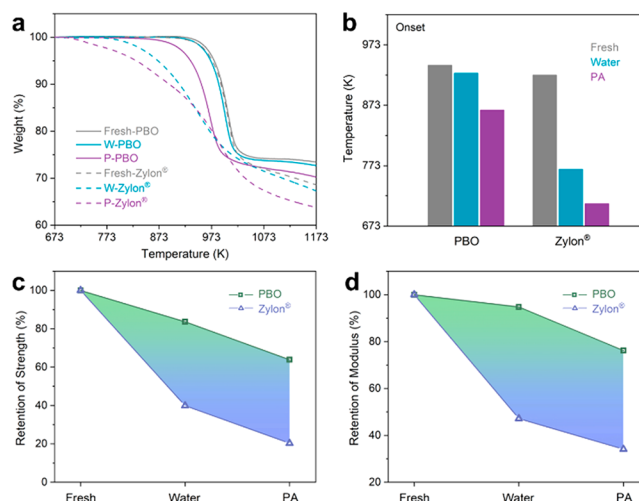 a
100
90
80
70
60
Weight (%)
Fresh-PBO
W-PBO
P-PBO
Fresh-Zylon®
W-Zylon®
P-Zylon®
673 773 873 973 1073 1173
Temperature (K)
b
Onset
Fresh
Water
PA
973
873
773
673
Temperature (K)
PBO Zylon®
c
PBO
Zylon®
100
80
60
40
20
0
Retention of Strength (%)
Fresh Water PA
d
PBO
Zylon®
100
80
60
40
20
Retention of Modulus (%)
Fresh Water PA